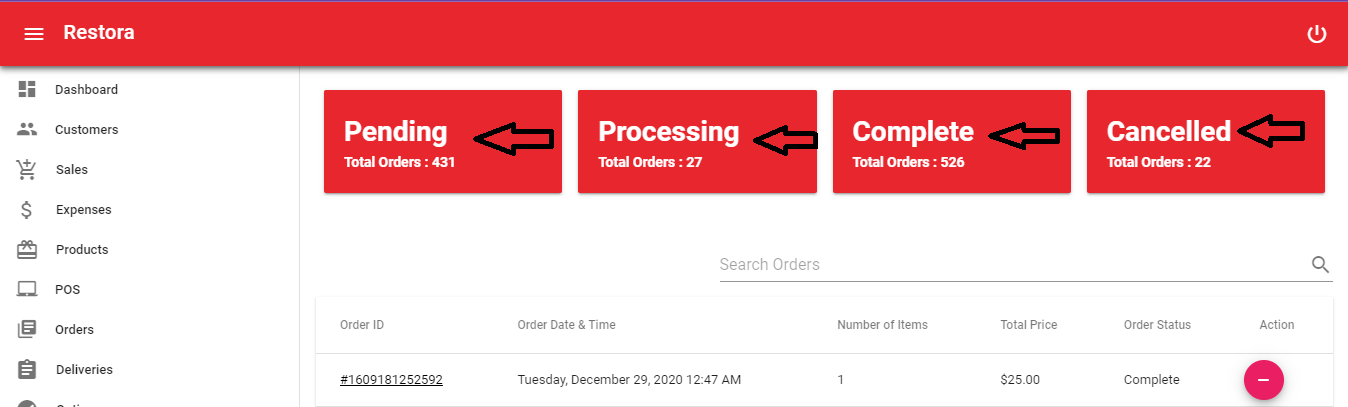 Restora
Dashboard
Customers
Sales
Expenses
Products
POS
Orders
Deliveries
Pending
Total Orders : 431
Processing
Total Orders : 27
Complete
Total Orders : 526
Cancelled
Total Orders : 22
Search Orders
Order ID Order Date & Time Number of Items Total Price Order Status Action
#1609181252592 Tuesday, December 29, 2020 12:47 AM 1 $25.00 Complete